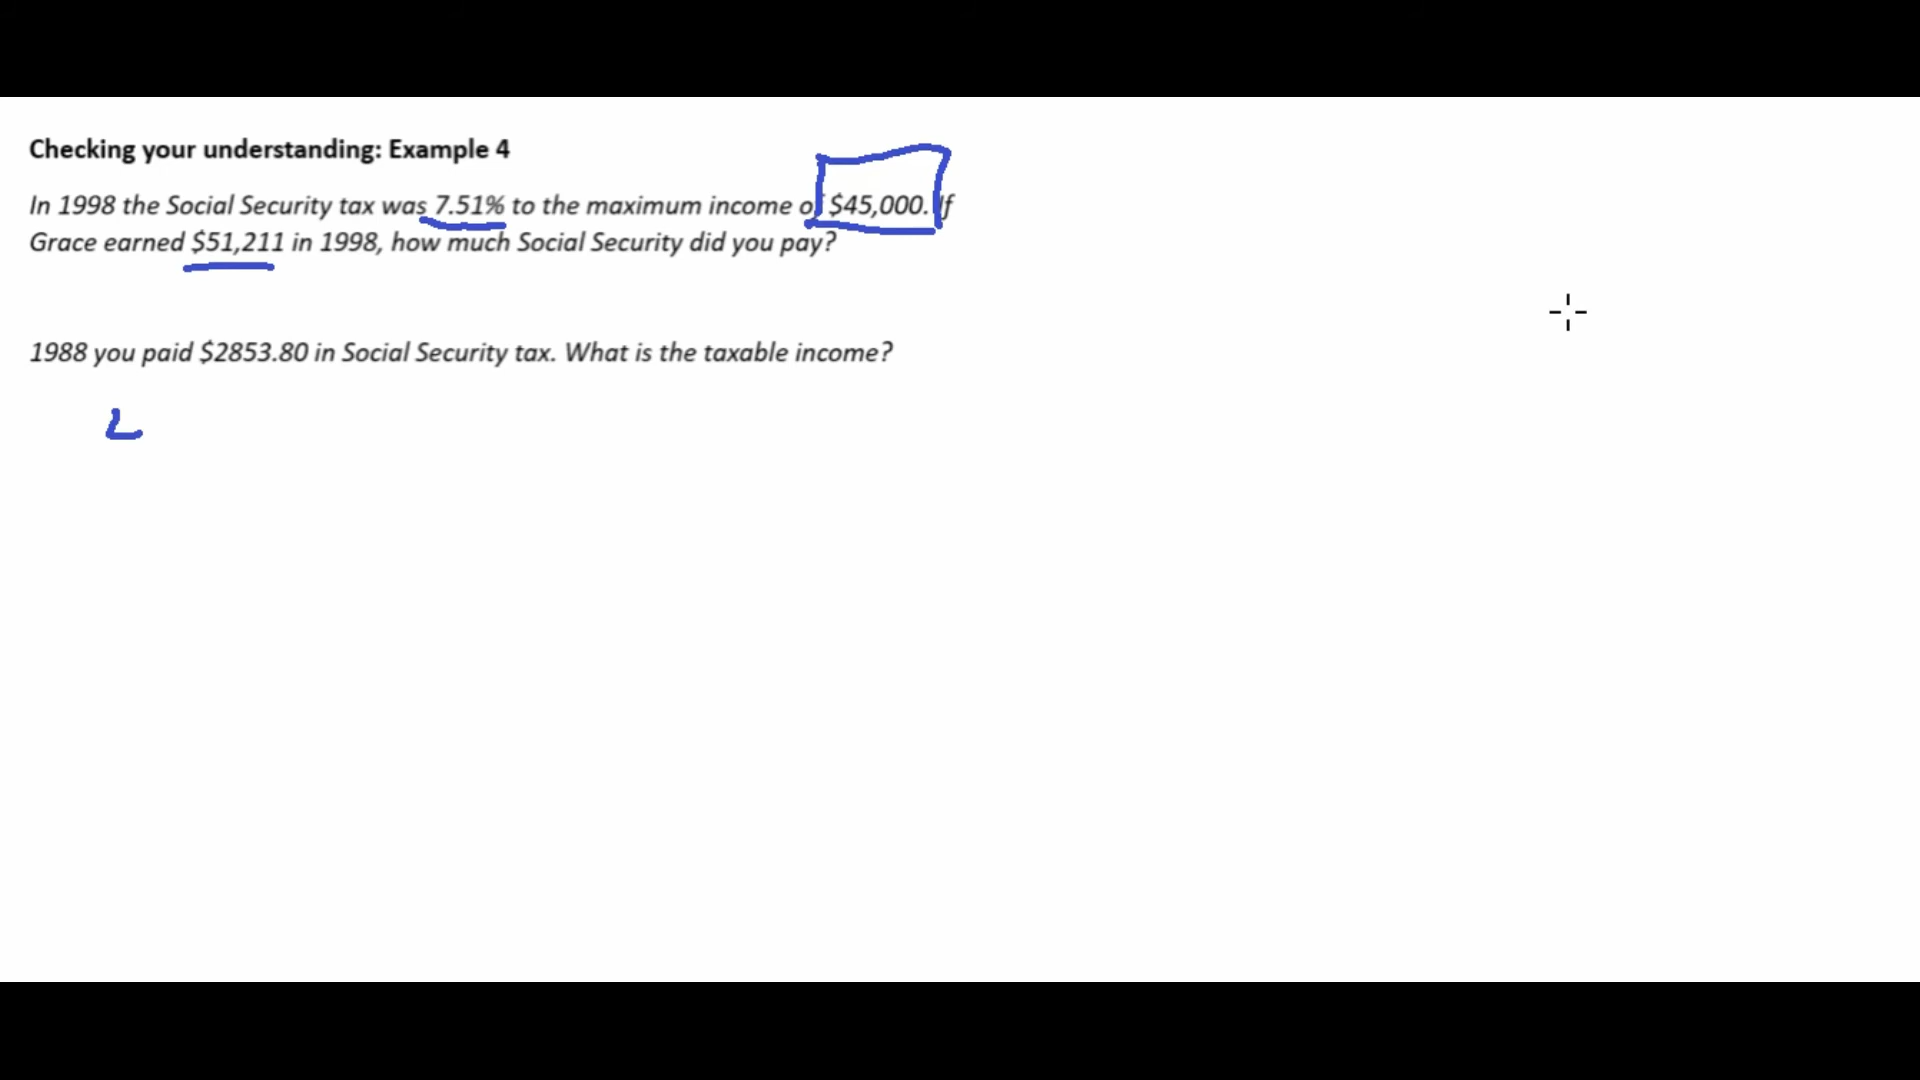 Checking your understanding: Example 4
In 1998 the Social Security tax was 7.51% to the maximum income of $45,000. If
Grace earned $51,211 in 1998, how much Social Security did you pay?
1988 you paid $2853.80 in Social Security tax. What is the taxable income?